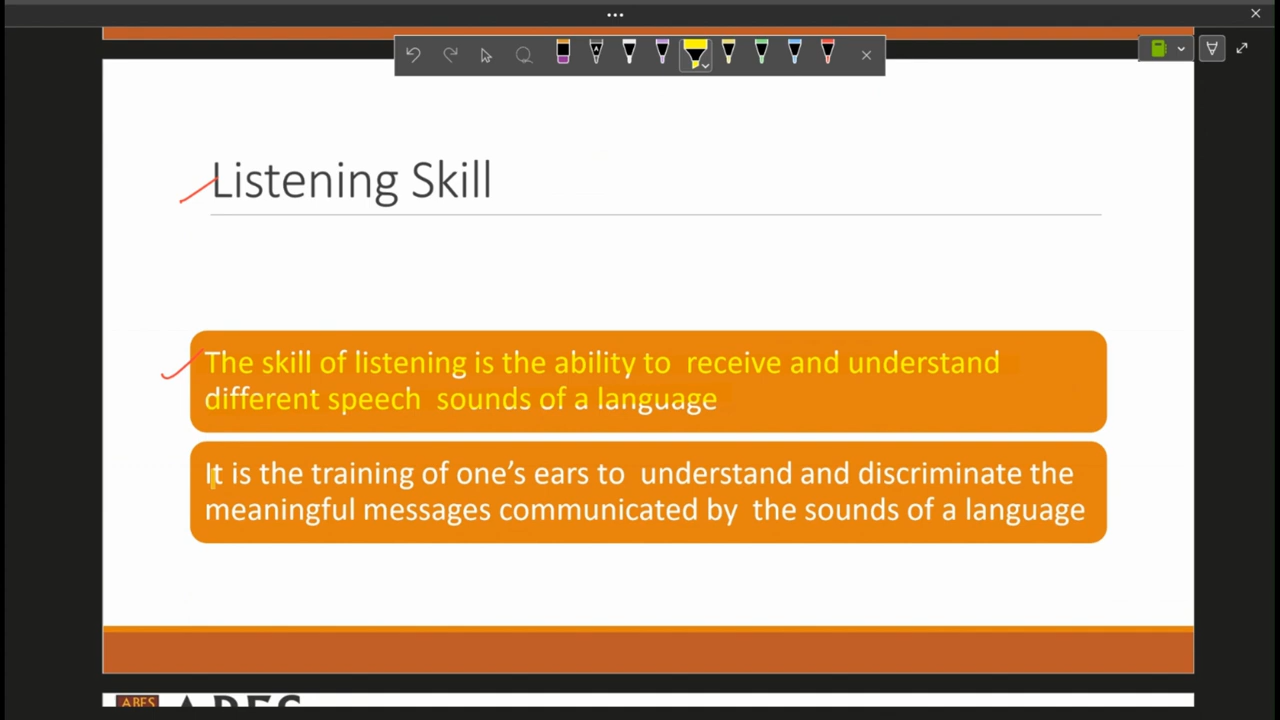 Listening Skill
The skill of listening is the ability to receive and understand
different speech sounds of a language
It is the training of one's ears to understand and discriminate the
meaningful messages communicated by the sounds of a language
ABES